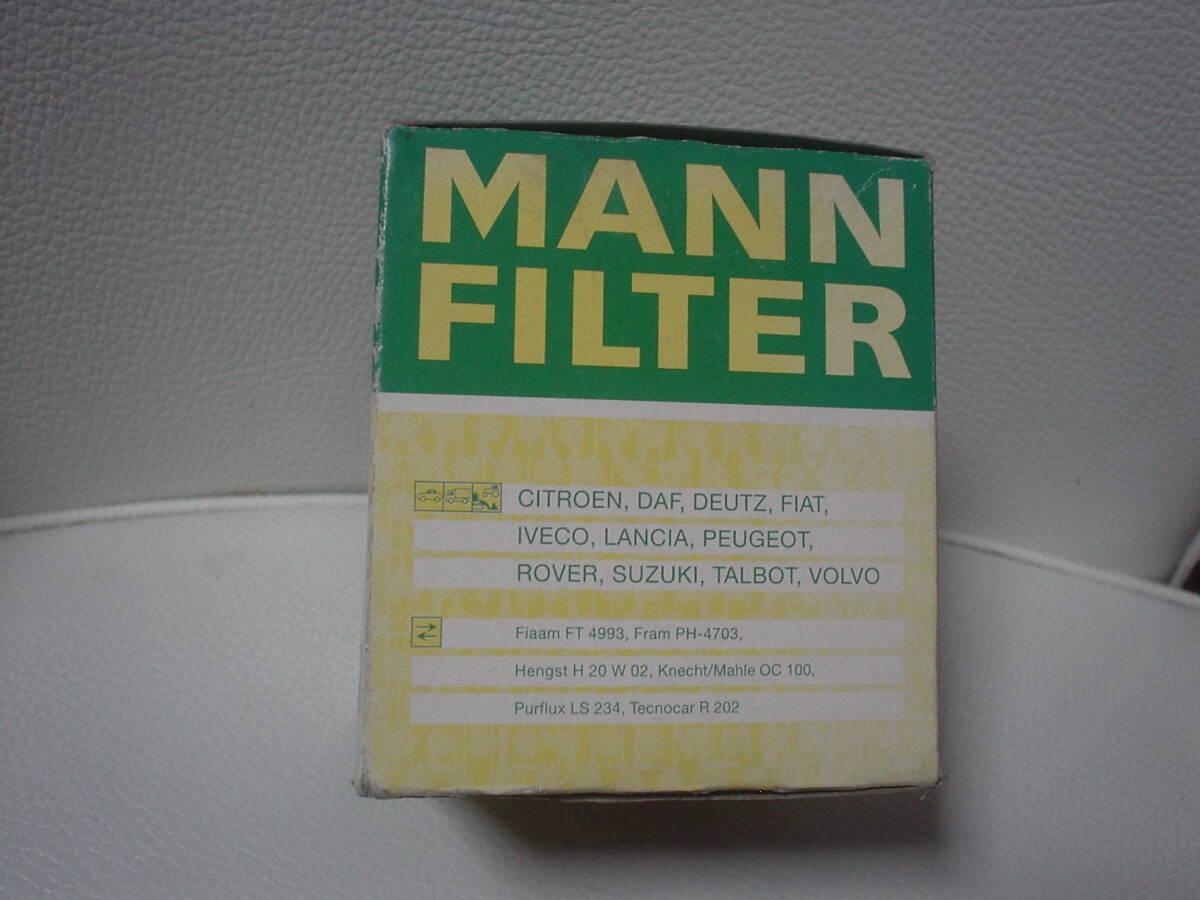 MANN
FILTER
CITROEN, DAF, DEUTZ, FIAT,
IVECO, LANCIA, PEUGEOT,
ROVER, SUZUKI, TALBOT, VOLVO
Fiaam FT 4993, Fram PH-4703,
Hengst H 20 W 02, Knecht/Mahle OC 100,
Purflux LS 234, Tecnocar R 202